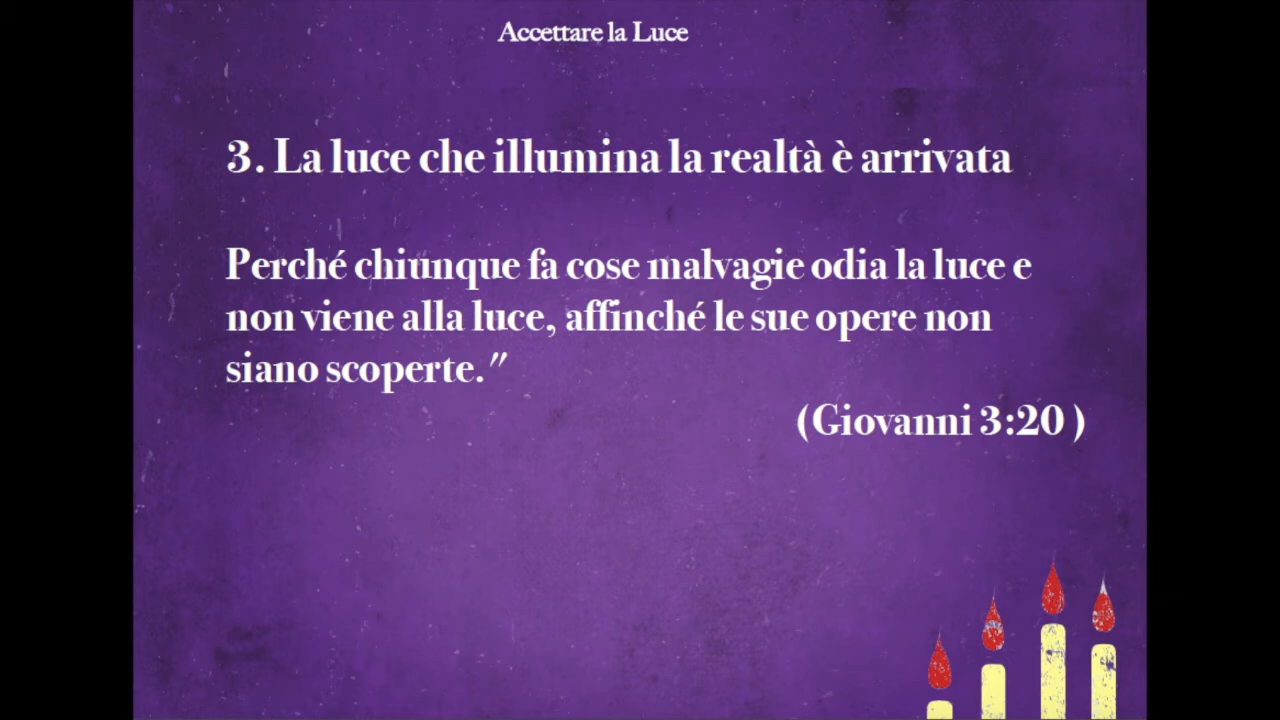 Accettare la Luce
3. La luce che illumina la realtà è arrivata
Perché chiunque fa cose malvagie odia la luce e
non viene alla luce, affinché le sue opere non
siano scoperte."
(Giovanni 3:20 )